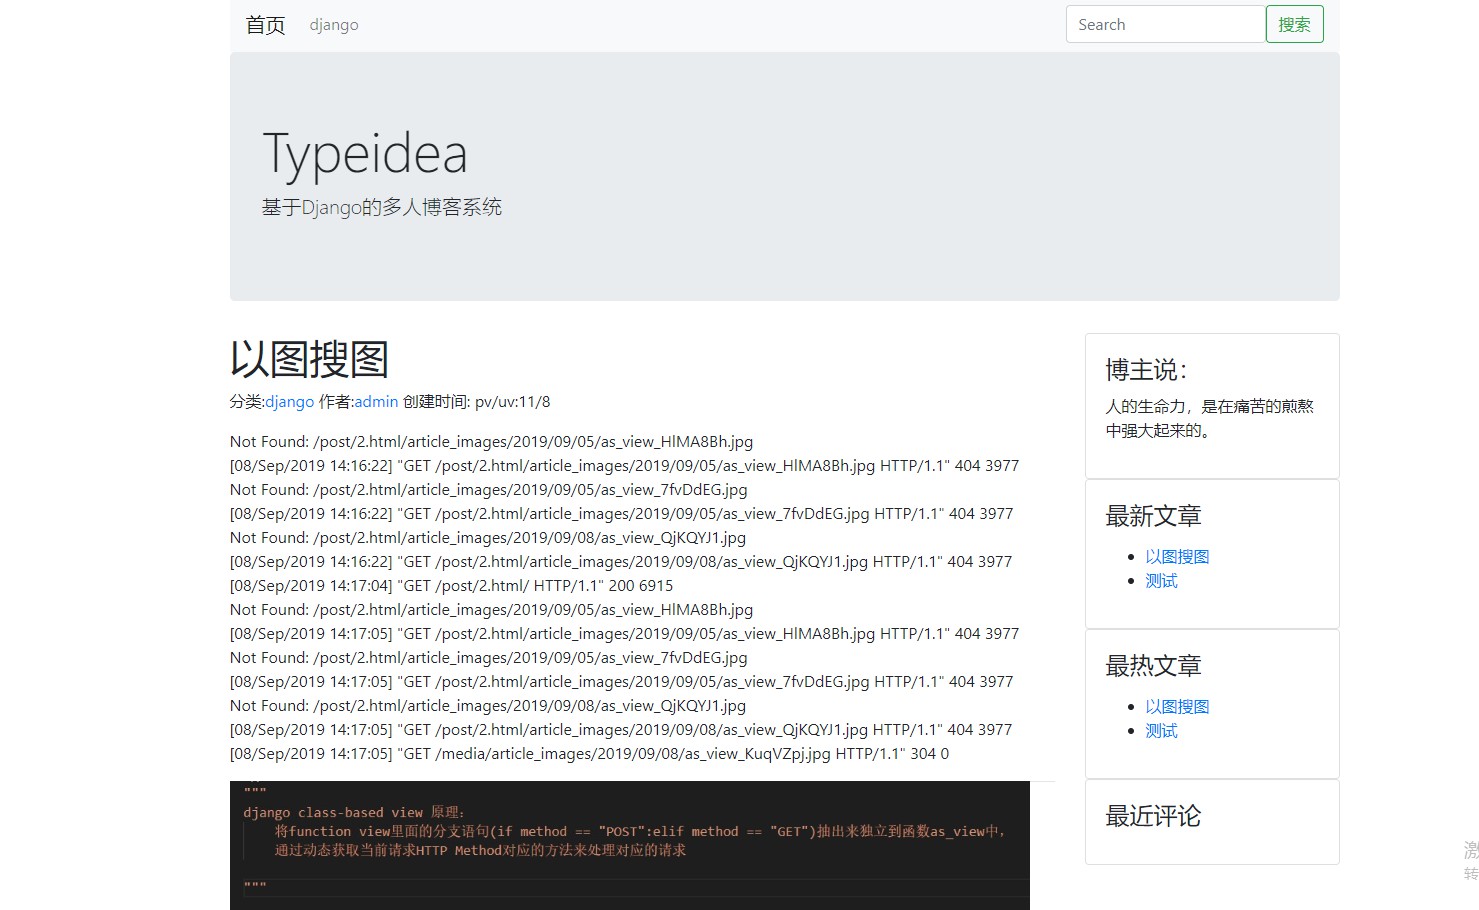 首页 django Search 搜索
Typeidea
基于Django的多人博客系统
以图搜图
分类:django 作者:admin 创建时间: pv/uv:11/8
Not Found: /post/2.html/article_images/2019/09/05/as_view_HlMA8Bh.jpg
[08/Sep/2019 14:16:22] "GET /post/2.html/article_images/2019/09/05/as_view_HlMA8Bh.jpg HTTP/1.1" 404 3977
Not Found: /post/2.html/article_images/2019/09/05/as_view_7fvDdEG.jpg
[08/Sep/2019 14:16:22] "GET /post/2.html/article_images/2019/09/05/as_view_7fvDdEG.jpg HTTP/1.1" 404 3977
Not Found: /post/2.html/article_images/2019/09/08/as_view_QjKQYJ1.jpg
[08/Sep/2019 14:16:22] "GET /post/2.html/article_images/2019/09/08/as_view_QjKQYJ1.jpg HTTP/1.1" 404 3977
[08/Sep/2019 14:17:04] "GET /post/2.html/ HTTP/1.1" 200 6915
Not Found: /post/2.html/article_images/2019/09/05/as_view_HlMA8Bh.jpg
[08/Sep/2019 14:17:05] "GET /post/2.html/article_images/2019/09/05/as_view_HlMA8Bh.jpg HTTP/1.1" 404 3977
Not Found: /post/2.html/article_images/2019/09/05/as_view_7fvDdEG.jpg
[08/Sep/2019 14:17:05] "GET /post/2.html/article_images/2019/09/05/as_view_7fvDdEG.jpg HTTP/1.1" 404 3977
Not Found: /post/2.html/article_images/2019/09/08/as_view_QjKQYJ1.jpg
[08/Sep/2019 14:17:05] "GET /post/2.html/article_images/2019/09/08/as_view_QjKQYJ1.jpg HTTP/1.1" 404 3977
[08/Sep/2019 14:17:05] "GET /media/article_images/2019/09/08/as_view_KuqVZpj.jpg HTTP/1.1" 304 0
"""
django class-based view 原理:
将function view里面的分支语句(if method == "POST":elif method == "GET")抽出来独立到函数as_view中,
通过动态获取当前请求HTTP Method对应的方法来处理对应的请求
"""
博主说：
人的生命力，是在痛苦的煎熬
中强大起来的。
最新文章
以图搜图
测试
最热文章
以图搜图
测试
最近评论
激
转